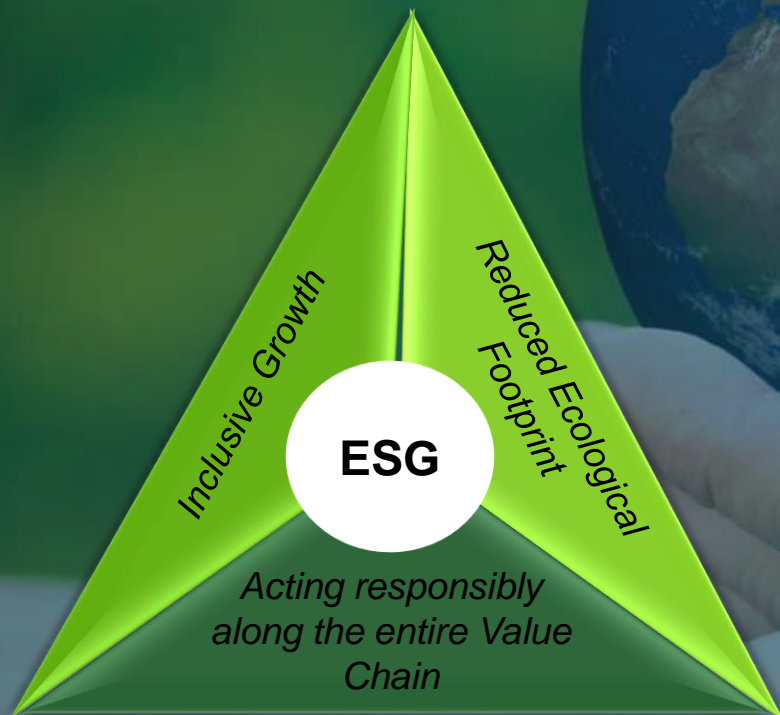 Inclusive Growth
Reduced Ecological
Footprint
ESG
Acting responsibly
along the entire Value
Chain